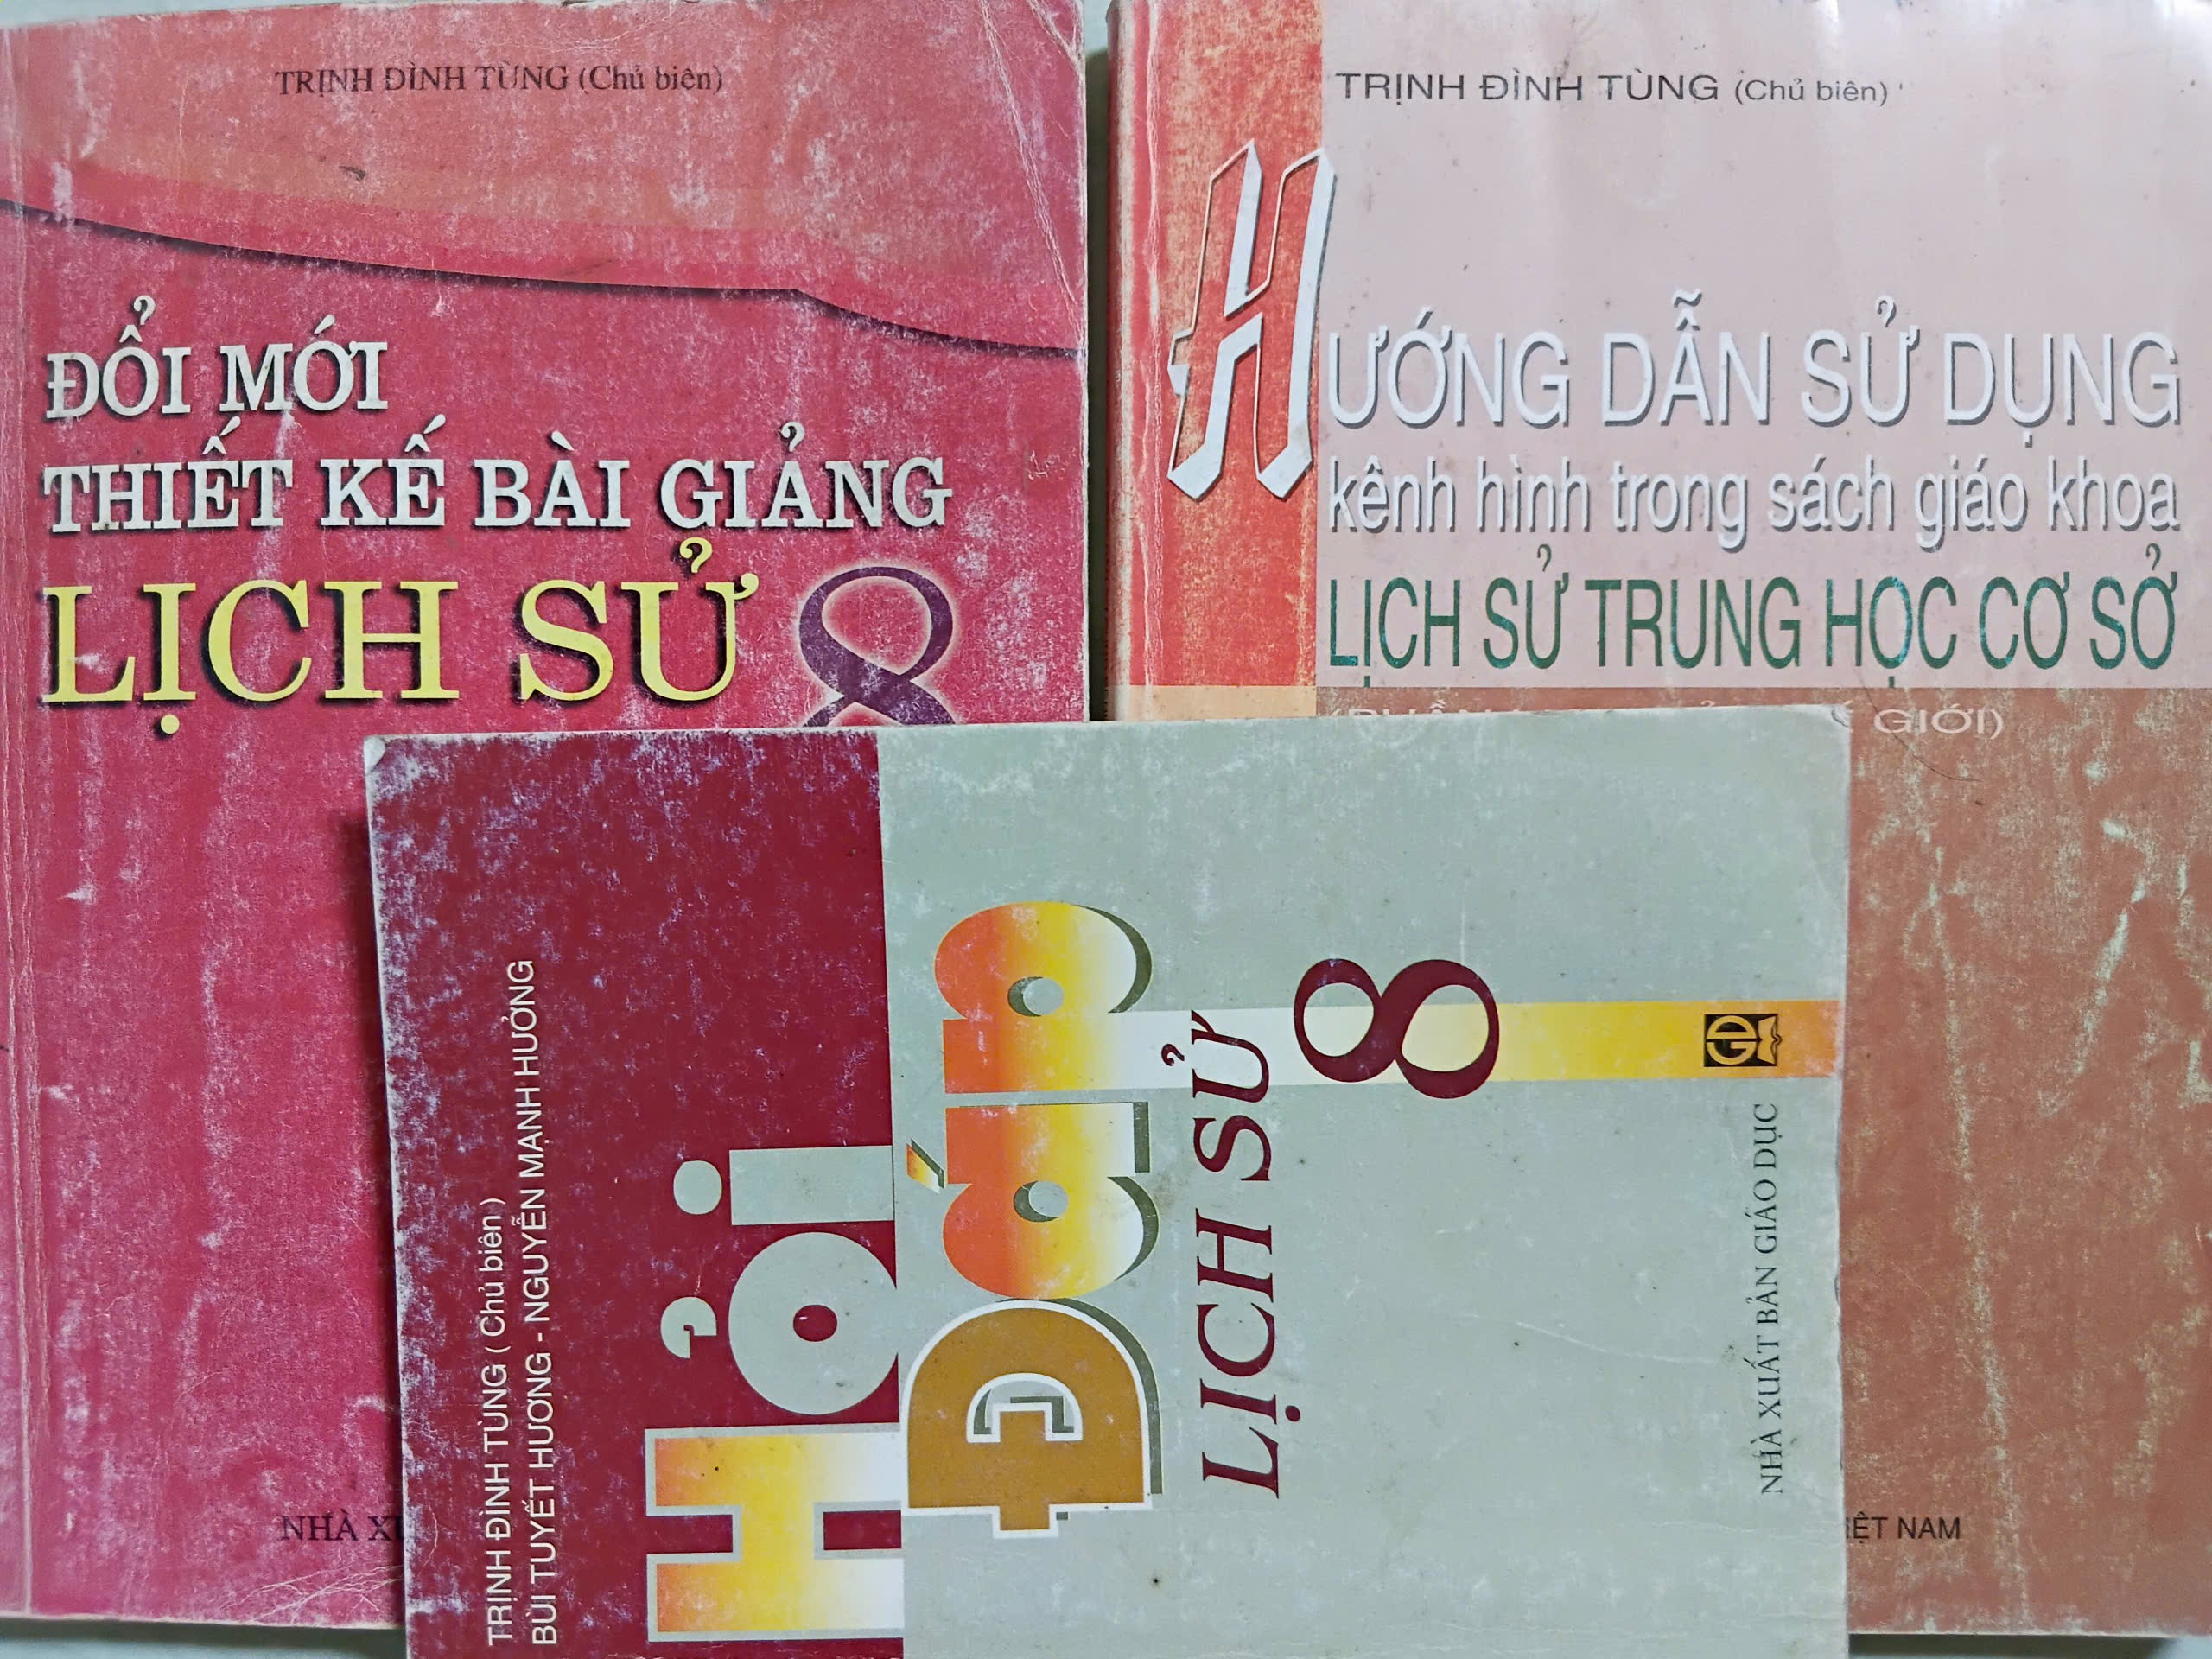 TRỊNH ĐÌNH TÙNG (Chủ biên)
ĐỔI MỚI
THIẾT KẾ BÀI GIẢNG
LỊCH SỬ 8
NHÀ
TRỊNH ĐÌNH TÙNG (Chủ biên)
HƯỚNG DẪN SỬ DỤNG
kênh hình trong sách giáo khoa
LỊCH SỬ TRUNG HỌC CƠ SỞ
GIỚI)
NAM
TRỊNH ĐÌNH TÙNG ( Chủ biên )
BÙI TUYẾT HƯƠNG - NGUYỄN MẠNH HƯỞNG
Hỏi
Đáp
LỊCH SỬ
8
NHÀ XUẤT BẢN GIÁO DỤC